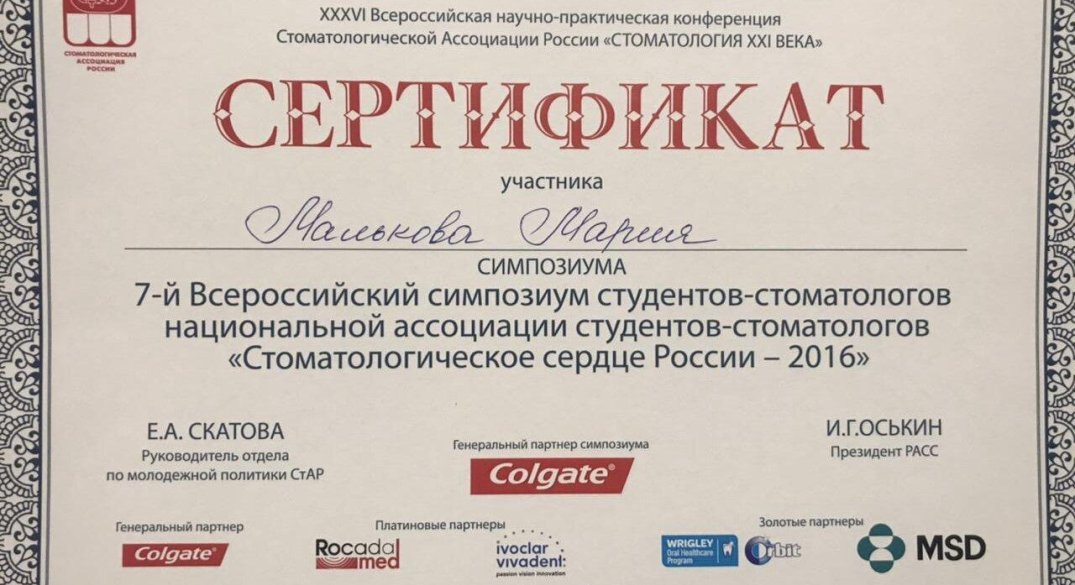 СТОМАТОЛОГИЧЕСКАЯ
АССОЦИАЦИЯ
РОССИИ
XXXVI Всероссийская научно-практическая конференция
Стоматологической Ассоциации России «СТОМАТОЛОГИЯ XXI ВЕКА»
СЕРТИФИКАТ
участника
Малькова Мария
СИМПОЗИУМА
7-й Всероссийский симпозиум студентов-стоматологов
национальной ассоциации студентов-стоматологов
«Стоматологическое сердце России – 2016»
Е.А. СКАТОВА
Руководитель отдела
по молодежной политики СтАР
Генеральный партнер симпозиума
Colgate®
И.Г.ОСЬКИН
Президент РАСС
Генеральный партнер
Colgate®
Платиновые партнеры
Rocada
med
ivoclar
vivadent:
passion vision innovation
Золотые партнеры
WRIGLEY
Oral Healthcare
Program
Orbit
MSD